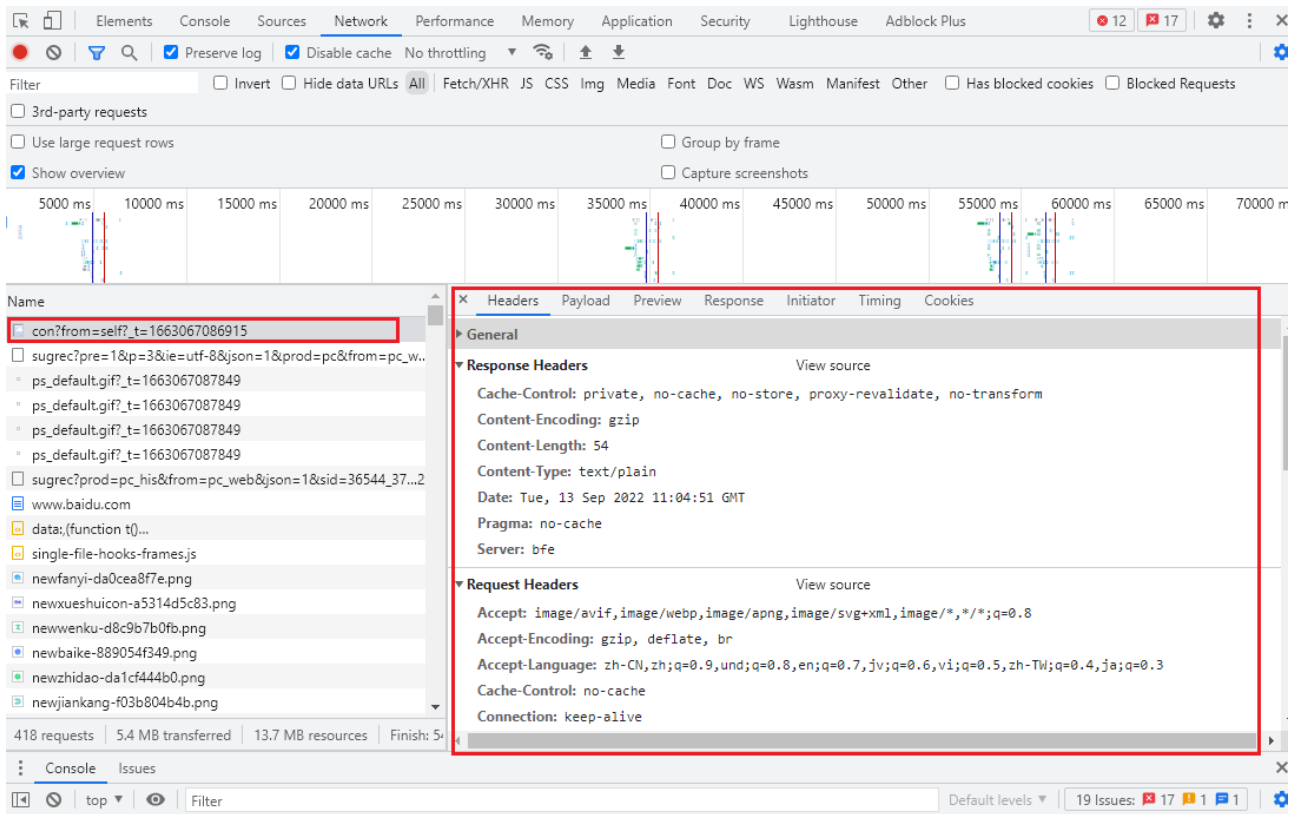 Elements Console Sources Network Performance Memory Application Security Lighthouse Adblock Plus 12 17
Preserve log Disable cache No throttling
Filter Invert Hide data URLs All Fetch/XHR JS CSS Img Media Font Doc WS Wasm Manifest Other Has blocked cookies Blocked Requests
3rd-party requests
Use large request rows Group by frame
Show overview Capture screenshots
5000 ms 10000 ms 15000 ms 20000 ms 25000 ms 30000 ms 35000 ms 40000 ms 45000 ms 50000 ms 55000 ms 60000 ms 65000 ms 70000 m
Name
con?from=self?_t=1663067086915
sugrec?pre=1&p=3&ie=utf-8&json=1&prod=pc&from=pc_w..
ps_default.gif?_t=1663067087849
ps_default.gif?_t=1663067087849
ps_default.gif?_t=1663067087849
ps_default.gif?_t=1663067087849
sugrec?prod=pc_his&from=pc_web&json=1&sid=36544_37...2
www.baidu.com
data:,(function t()...
single-file-hooks-frames.js
newfanyi-da0cea8f7e.png
newxueshuicon-a5314d5c83.png
newwenku-d8c9b7b0fb.png
newbaike-889054f349.png
newzhidao-da1cf444b0.png
newjiankang-f03b804b4b.png
418 requests 5.4 MB transferred 13.7 MB resources Finish: 54
× Headers Payload Preview Response Initiator Timing Cookies
General
Response Headers View source
Cache-Control: private, no-cache, no-store, proxy-revalidate, no-transform
Content-Encoding: gzip
Content-Length: 54
Content-Type: text/plain
Date: Tue, 13 Sep 2022 11:04:51 GMT
Pragma: no-cache
Server: bfe
Request Headers View source
Accept: image/avif,image/webp,image/apng,image/svg+xml,image/*,*/*;q=0.8
Accept-Encoding: gzip, deflate, br
Accept-Language: zh-CN,zh;q=0.9,und;q=0.8,en;q=0.7,jv;q=0.6,vi;q=0.5,zh-TW;q=0.4,ja;q=0.3
Cache-Control: no-cache
Connection: keep-alive
Console Issues
top Filter Default levels 19 Issues: 17 1 1